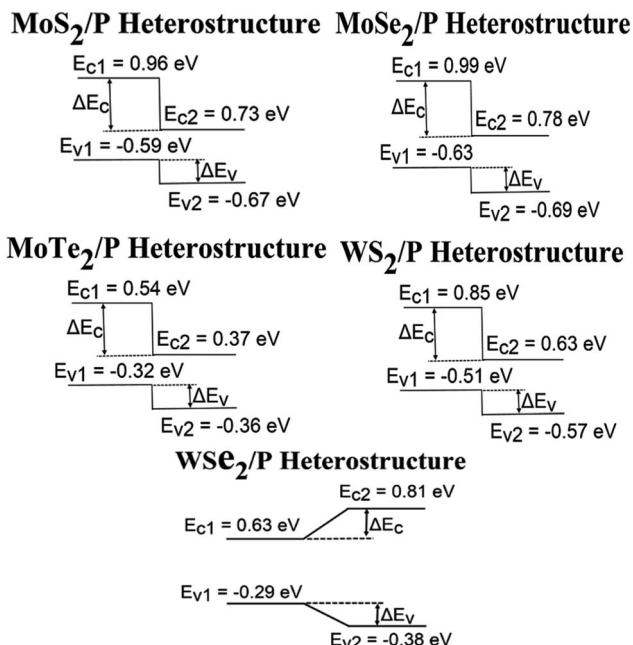 MoS2/P Heterostructure
Ec1 = 0.96 eV
ΔEc
Ec2 = 0.73 eV
Ev1 = -0.59 eV
ΔEv
Ev2 = -0.67 eV
MoSe2/P Heterostructure
Ec1 = 0.99 eV
ΔEc
Ec2 = 0.78 eV
Ev1 = -0.63
ΔEv
Ev2 = -0.69 eV
MoTe2/P Heterostructure
Ec1 = 0.54 eV
ΔEc
Ec2 = 0.37 eV
Ev1 = -0.32 eV
ΔEv
Ev2 = -0.36 eV
WS2/P Heterostructure
Ec1 = 0.85 eV
ΔEc
Ec2 = 0.63 eV
Ev1 = -0.51 eV
ΔEv
Ev2 = -0.57 eV
WSe2/P Heterostructure
Ec2 = 0.81 eV
Ec1 = 0.63 eV
ΔEc
Ev1 = -0.29 eV
ΔEv
Ev2 = -0.38 eV